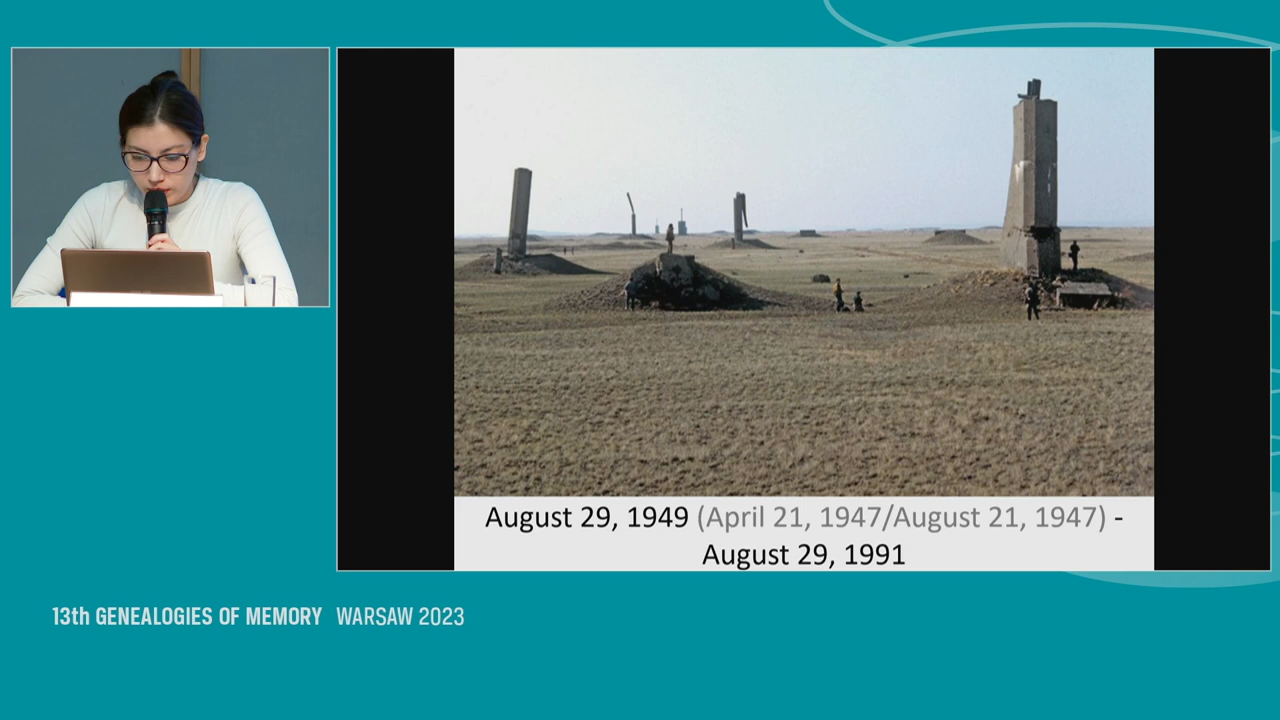 August 29, 1949 (April 21, 1947/August 21, 1947) -
August 29, 1991
13th GENEALOGIES OF MEMORY WARSAW 2023